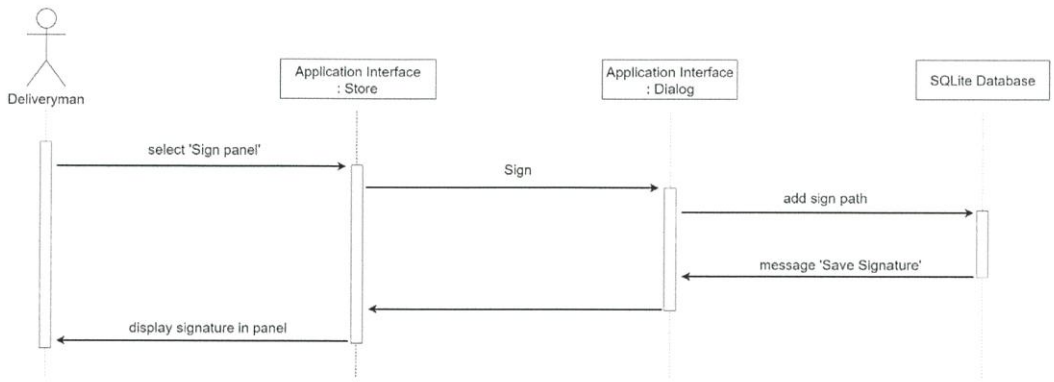 Deliveryman
Application Interface
: Store
Application Interface
: Dialog
SQLite Database
select 'Sign panel'
Sign
add sign path
message 'Save Signature'
display signature in panel